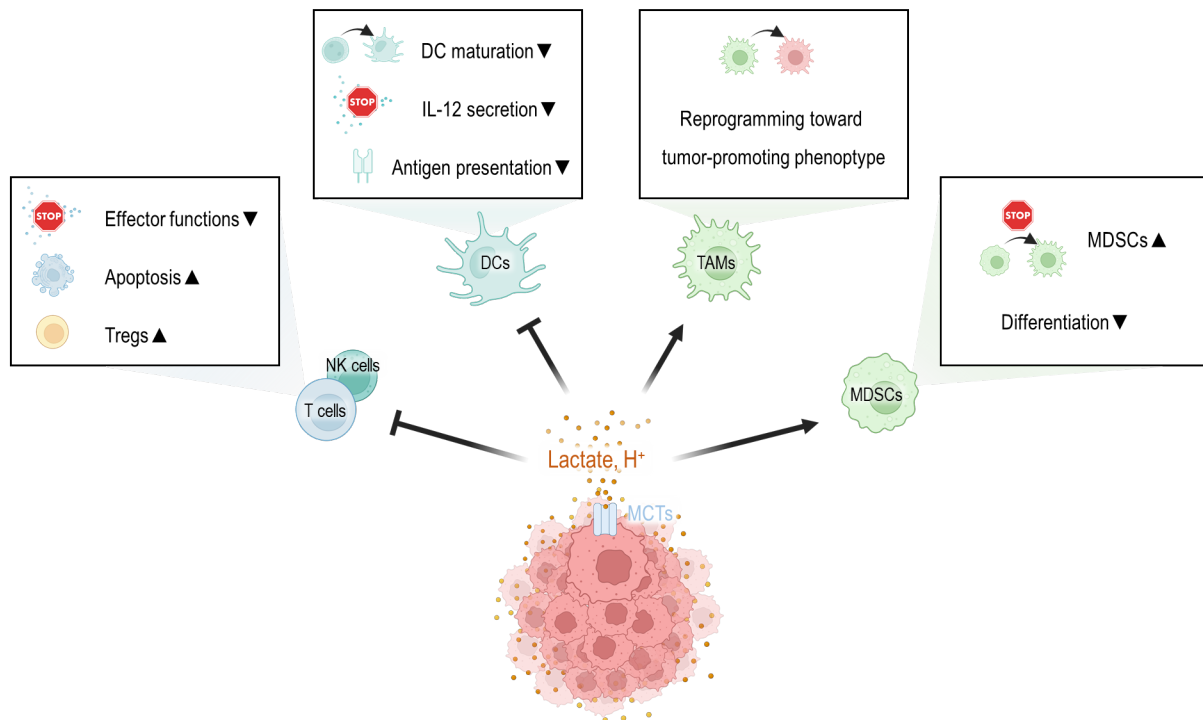 STOP
DC maturation ▼
IL-12 secretion ▼
Antigen presentation ▼
Reprogramming toward
tumor-promoting phenoptype
STOP
Effector functions ▼
Apoptosis ▲
Tregs ▲
STOP
MDSCs ▲
Differentiation ▼
DCs
TAMs
NK cells
T cells
MDSCs
Lactate, H⁺
MCTs